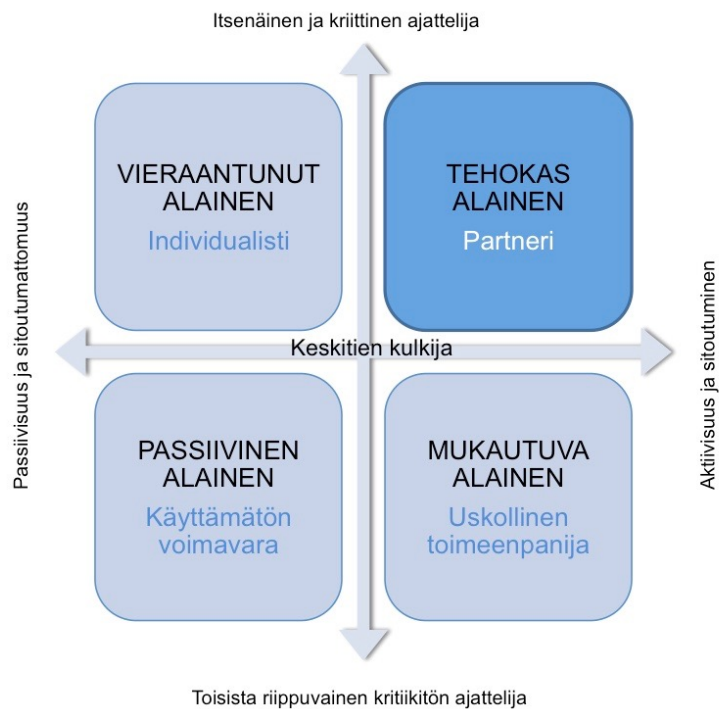 Itsenäinen ja kriittinen ajattelija
VIERAANTUNUT
ALAINEN
Individualisti
TEHOKAS
ALAINEN
Partneri
Passiivisuus ja sitoutumattomuus
Keskitien kulkija
Aktiivisuus ja sitoutuminen
PASSIIVINEN
ALAINEN
Käyttämätön
voimavara
MUKAUTUVA
ALAINEN
Uskollinen
toimeenpanija
Toisista riippuvainen kritiikitön ajattelija